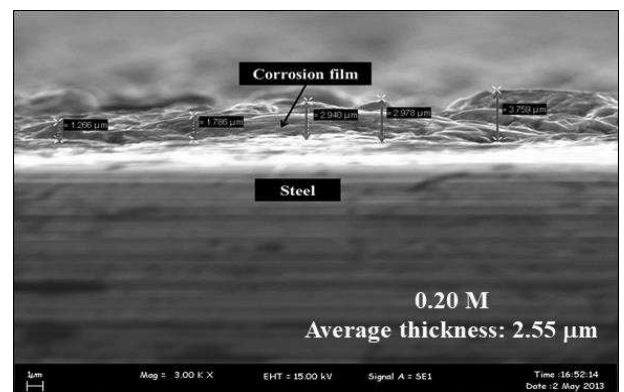 Corrosion film
= 1.266 µm
= 1.786 µm
= 2.940 µm
= 2.978 µm
= 3.759 µm
Steel
0.20 M
Average thickness: 2.55 µm
1µm
Mag = 3.00 K X
EHT = 15.00 kV
Signal A = SE1
Time :16:52:14
Date :2 May 2013